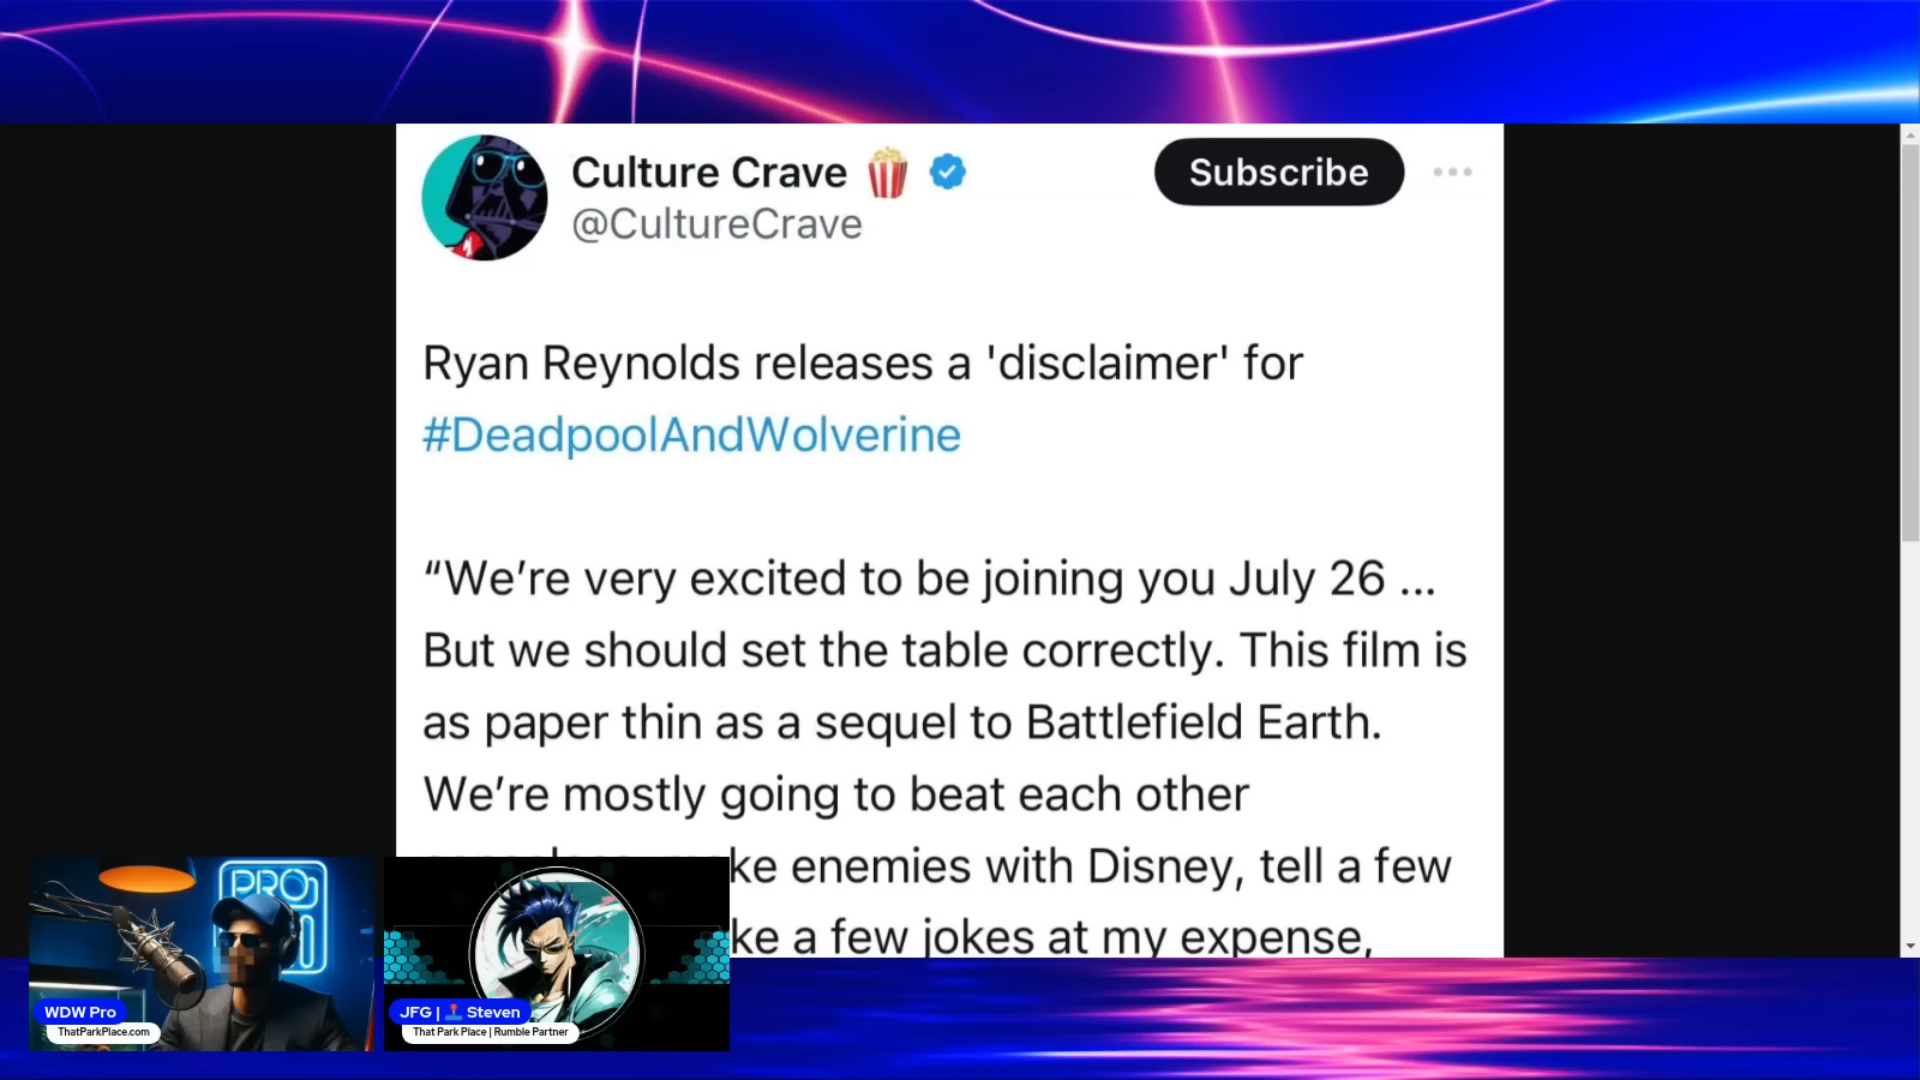 Culture Crave
@CultureCrave
Subscribe
Ryan Reynolds releases a 'disclaimer' for
#DeadpoolAndWolverine
“We’re very excited to be joining you July 26 ...
But we should set the table correctly. This film is
as paper thin as a sequel to Battlefield Earth.
We’re mostly going to beat each other
ke enemies with Disney, tell a few
ke a few jokes at my expense,
PRO
WDW Pro
ThatParkPlace.com
JFG | Steven
That Park Place | Rumble Partner